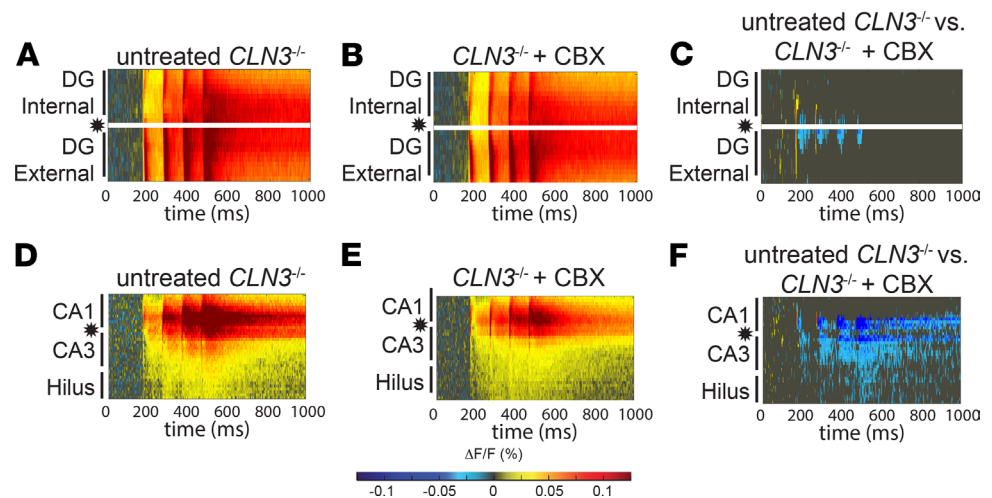 A
untreated CLN3-/-
DG
Internal
DG
External
0 200 400 600 800 1000
time (ms)
B
CLN3-/- + CBX
DG
Internal
DG
External
0 200 400 600 800 1000
time (ms)
C
untreated CLN3-/- vs.
CLN3-/- + CBX
DG
Internal
DG
External
0 200 400 600 800 1000
time (ms)
D
untreated CLN3-/-
CA1
CA3
Hilus
0 200 400 600 800 1000
time (ms)
E
CLN3-/- + CBX
CA1
CA3
Hilus
0 200 400 600 800 1000
time (ms)
F
untreated CLN3-/- vs.
CLN3-/- + CBX
CA1
CA3
Hilus
0 200 400 600 800 1000
time (ms)
ΔF/F (%)
-0.1 -0.05 0 0.05 0.1